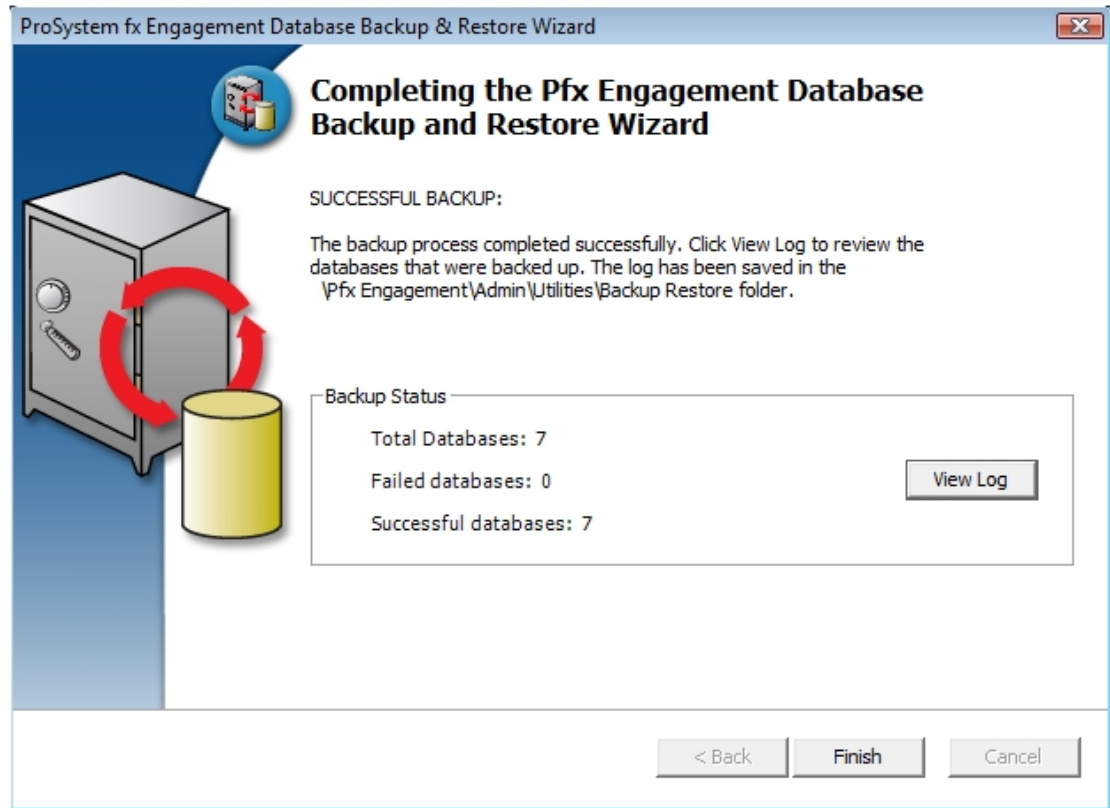 ProSystem fx Engagement Database Backup & Restore Wizard
Completing the Pfx Engagement Database
Backup and Restore Wizard
SUCCESSFUL BACKUP:
The backup process completed successfully. Click View Log to review the
databases that were backed up. The log has been saved in the
\Pfx Engagement\Admin\Utilities\Backup Restore folder.
Backup Status
Total Databases: 7
Failed databases: 0
View Log
Successful databases: 7
< Back
Finish
Cancel